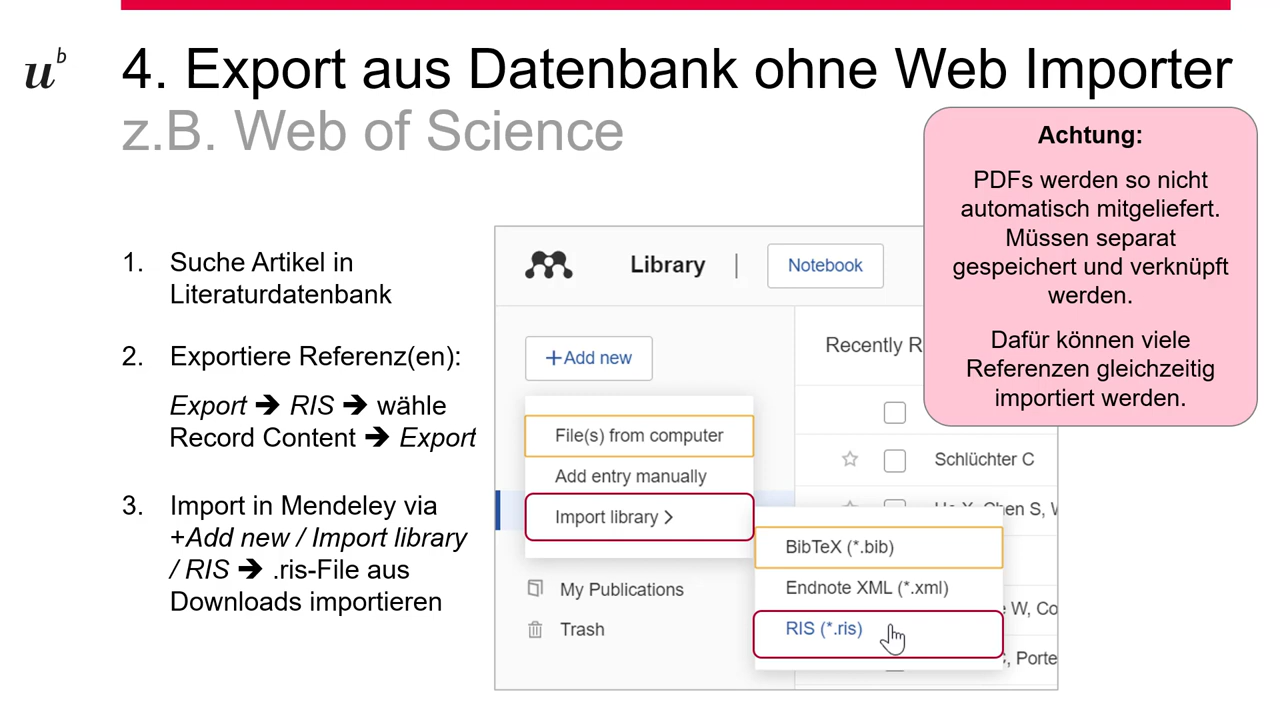 u b
4. Export aus Datenbank ohne Web Importer
z.B. Web of Science
Achtung:
PDFs werden so nicht
automatisch mitgeliefert.
Müssen separat
gespeichert und verknüpft
werden.
Dafür können viele
Referenzen gleichzeitig
importiert werden.
1. Suche Artikel in
Literaturdatenbank
2. Exportiere Referenz(en):
Export ➔ RIS ➔ wähle
Record Content ➔ Export
3. Import in Mendeley via
+Add new / Import library
/ RIS ➔ .ris-File aus
Downloads importieren
Library | Notebook
+Add new
Recently R
File(s) from computer
Add entry manually
Schlüchter C
Import library >
Chen S, W
BibTeX (*.bib)
Endnote XML (*.xml)
My Publications
W, Co
RIS (*.ris)
Trash
, Porte